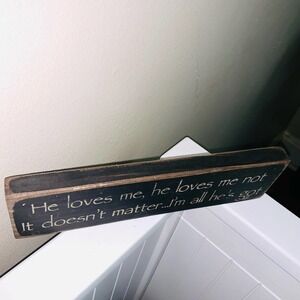 "He loves me, he loves me not
It doesn't matter...I'm all he's got